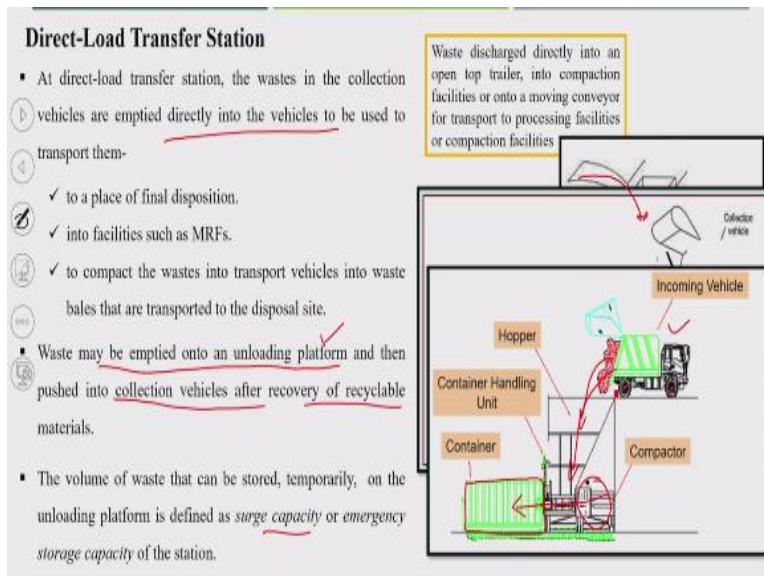 Direct-Load Transfer Station
▪ At direct-load transfer station, the wastes in the collection
vehicles are emptied directly into the vehicles to be used to
transport them-
✓ to a place of final disposition.
✓ into facilities such as MRFs.
✓ to compact the wastes into transport vehicles into waste
bales that are transported to the disposal site.
▪ Waste may be emptied onto an unloading platform and then
pushed into collection vehicles after recovery of recyclable
materials.
▪ The volume of waste that can be stored, temporarily, on the
unloading platform is defined as surge capacity or emergency
storage capacity of the station.
Waste discharged directly into an
open top trailer, into compaction
facilities or onto a moving conveyor
for transport to processing facilities
or compaction facilities
Collection
vehicle
Incoming Vehicle
Hopper
Container Handling
Unit
Container
Compactor